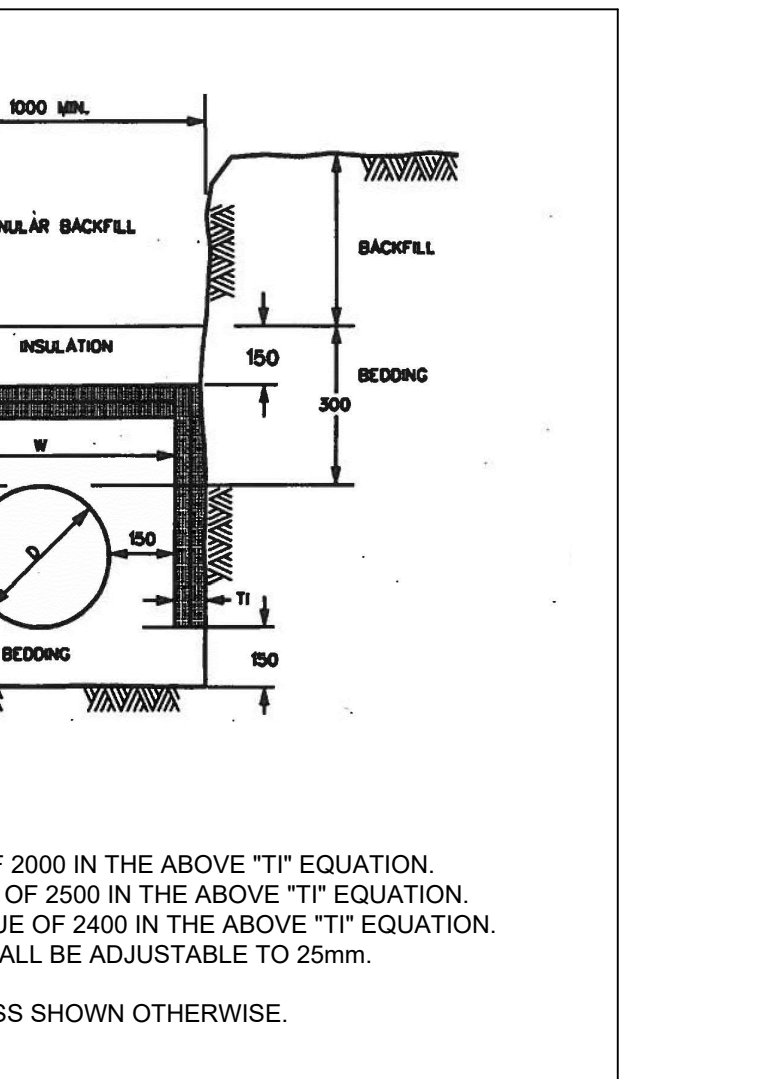 1000 MIN.
NULAR BACKFILL
BACKFILL
INSULATION
150
BEDDING
300
W
150
D
TI
BEDDING
150
2000 IN THE ABOVE "TI" EQUATION.
OF 2500 IN THE ABOVE "TI" EQUATION.
UE OF 2400 IN THE ABOVE "TI" EQUATION.
ALL BE ADJUSTABLE TO 25mm.
SS SHOWN OTHERWISE.